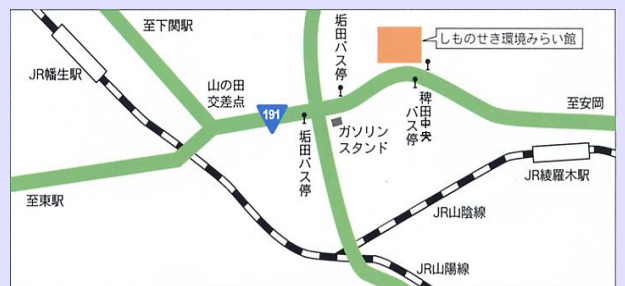 至下関駅
垢田バス停
しものせき環境みらい館
JR幡生駅
山の田
交差点
191
稗田中央
バス停
至安岡
ガソリン
スタンド
垢田バス停
JR綾羅木駅
至東駅
JR山陰線
JR山陽線